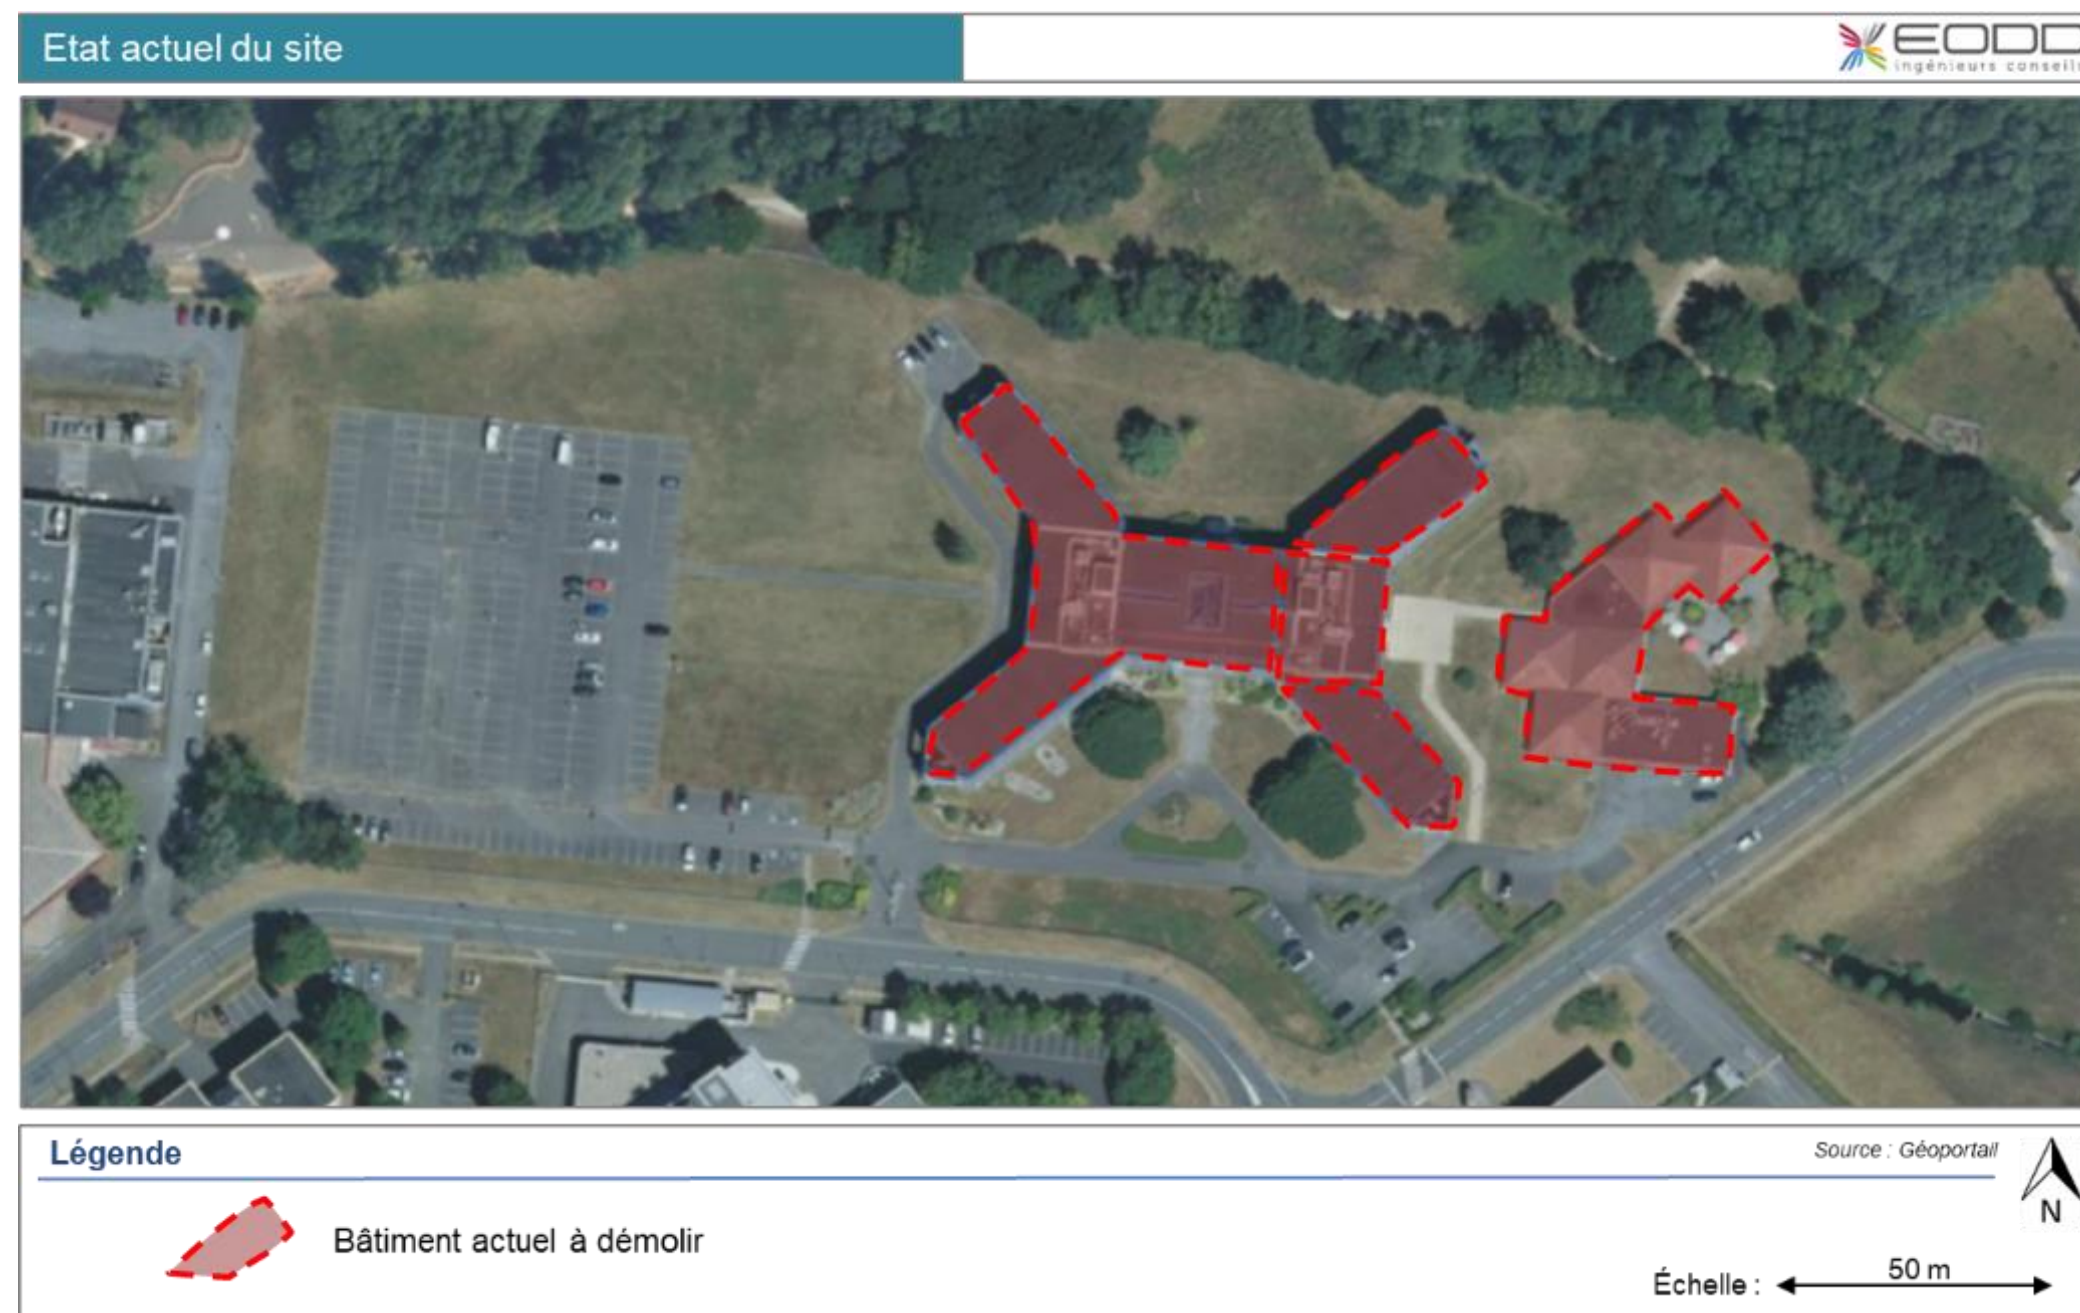 Etat actuel du site
EODD
ingénieurs conseils
Légende
Source : Géoportail
N
Bâtiment actuel à démolir
Échelle :
50 m